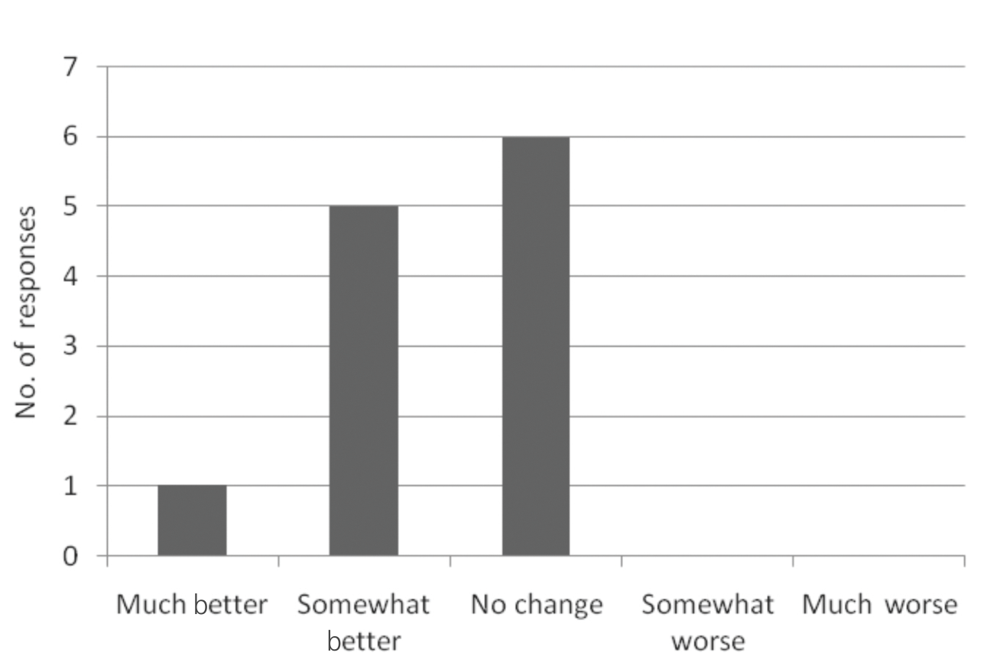 7
6
5
4
3
2
1
0
No. of responses
Much better
Somewhat
better
No change
Somewhat
worse
Much worse